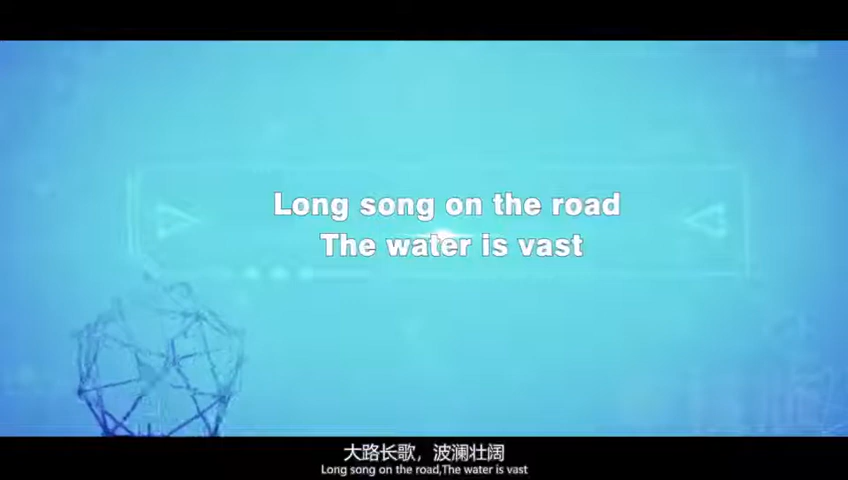 Long song on the road
The water is vast
大路长歌，波澜壮阔
Long song on the road,The water is vast